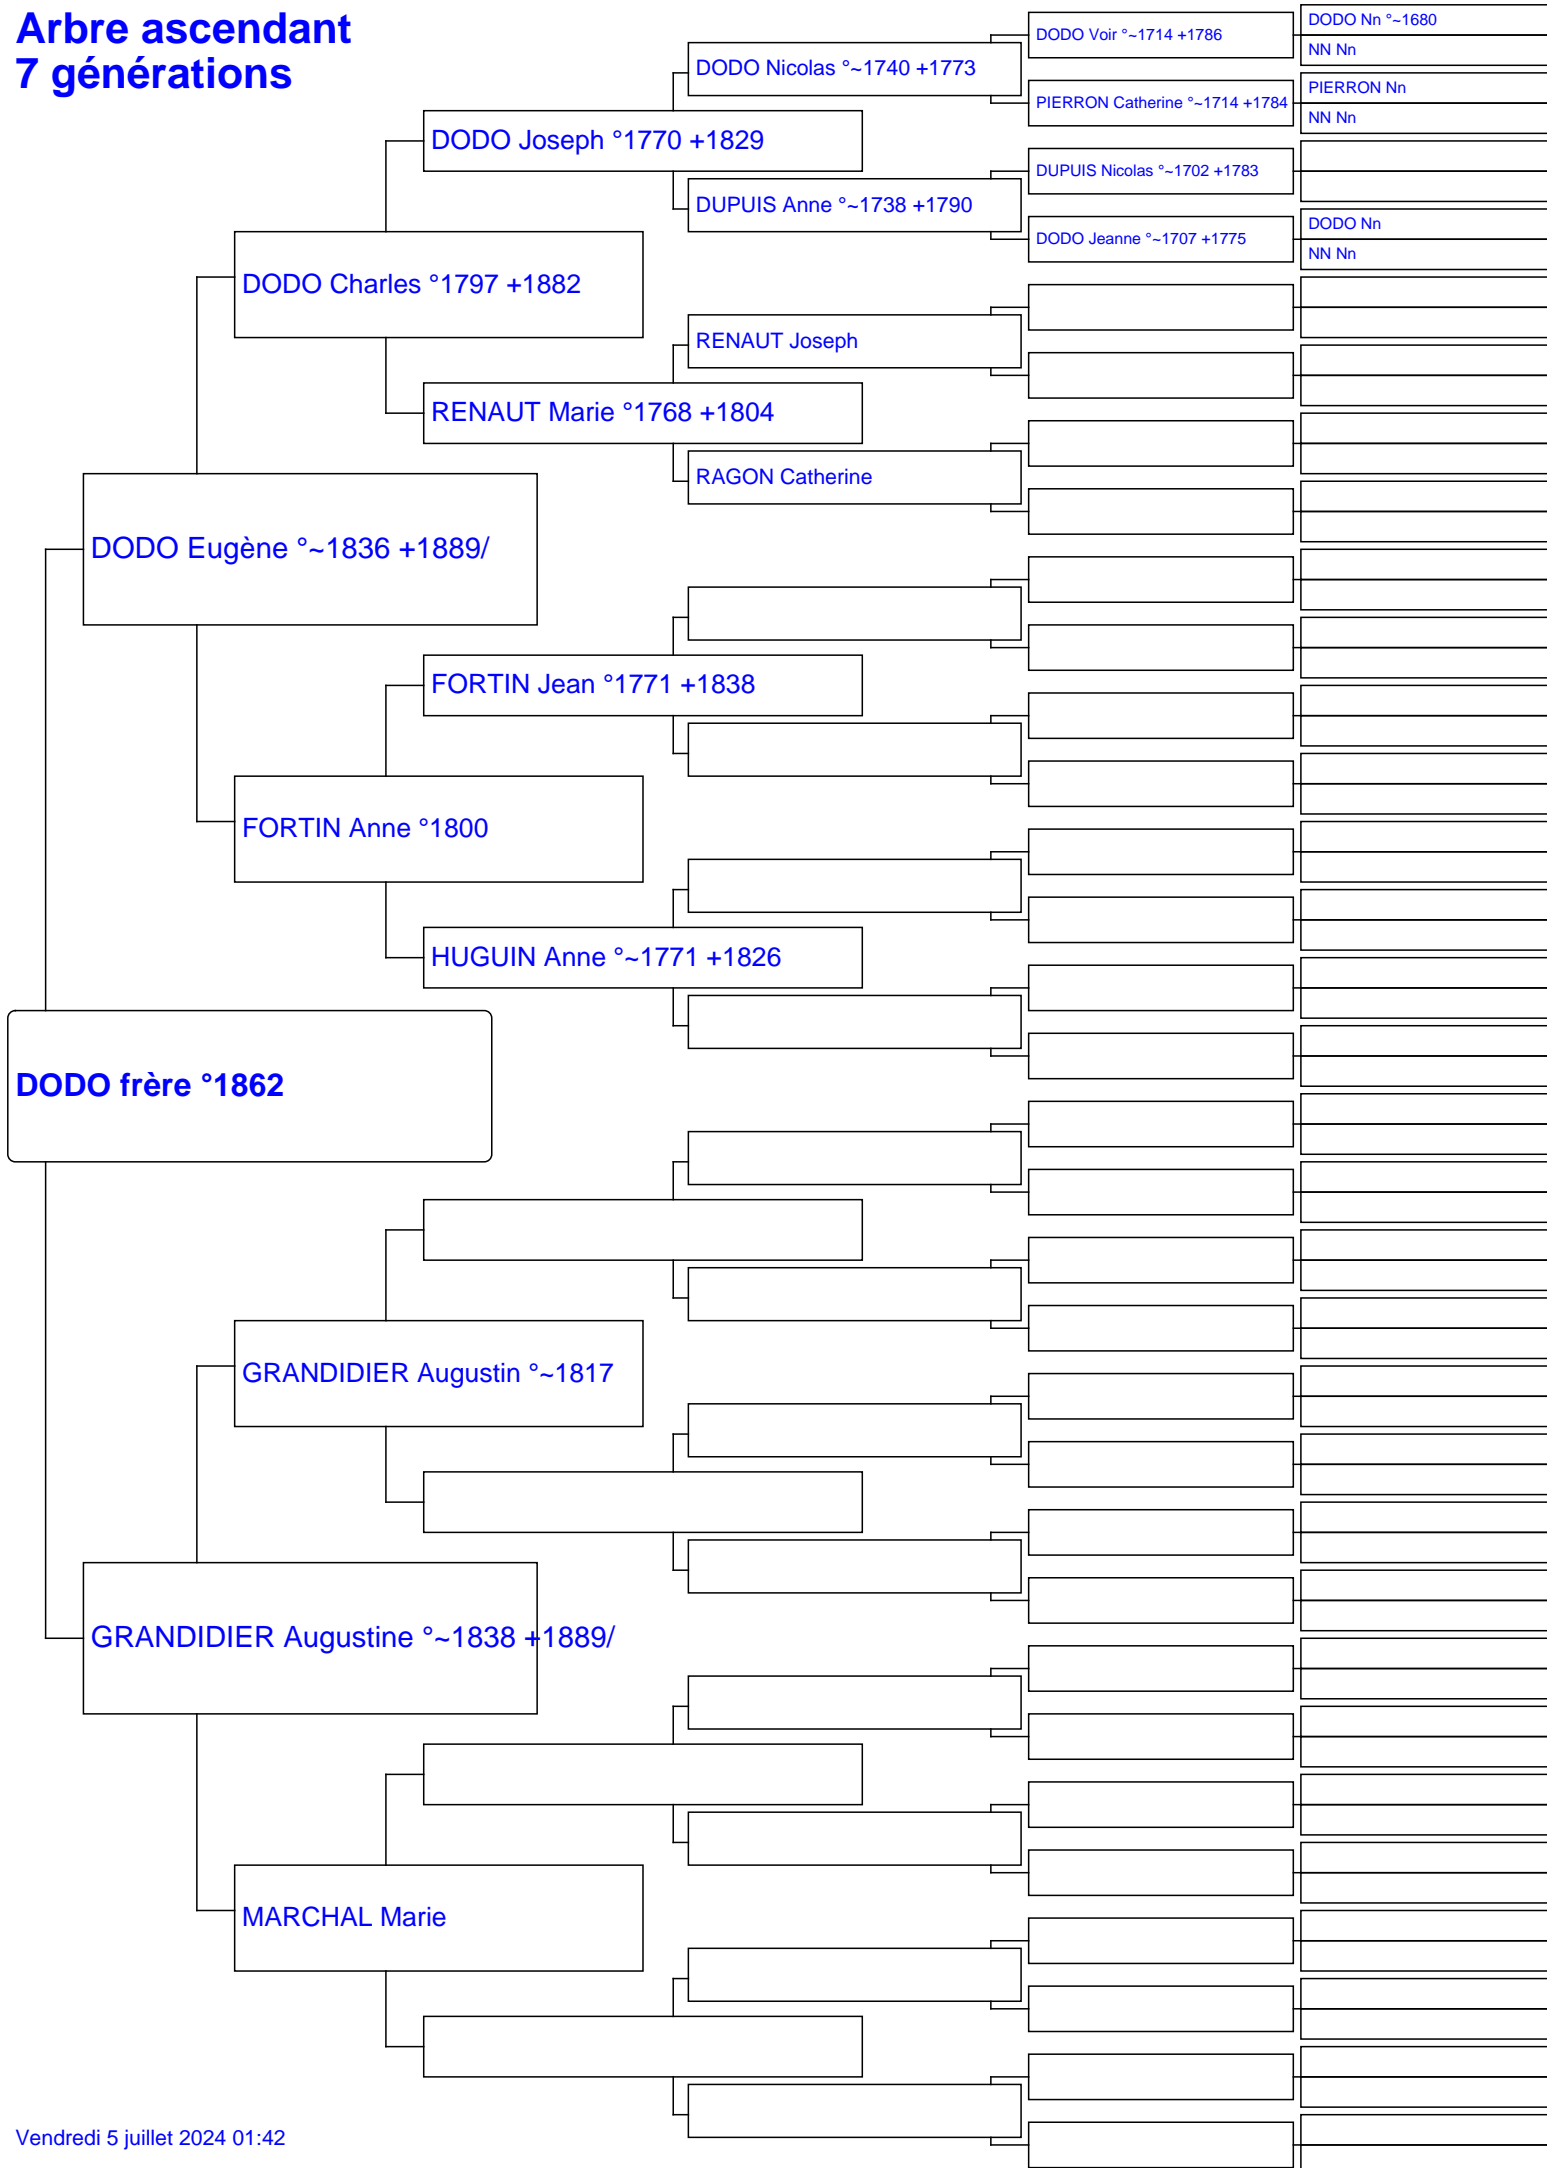 Arbre ascendant
7 générations
DODO Voir °~1714 +1786
DODO Nn °~1680
NN Nn
DODO Nicolas °~1740 +1773
PIERRON Catherine °~1714 +1784
PIERRON Nn
NN Nn
DODO Joseph °1770 +1829
DUPUIS Nicolas °~1702 +1783
DUPUIS Anne °~1738 +1790
DODO Jeanne °~1707 +1775
DODO Nn
NN Nn
DODO Charles °1797 +1882
RENAUT Joseph
RENAUT Marie °1768 +1804
RAGON Catherine
DODO Eugène °~1836 +1889/
FORTIN Jean °1771 +1838
FORTIN Anne °1800
HUGUIN Anne °~1771 +1826
DODO frère °1862
GRANDIDIER Augustin °~1817
GRANDIDIER Augustine °~1838 +1889/
MARCHAL Marie
Vendredi 5 juillet 2024 01:42